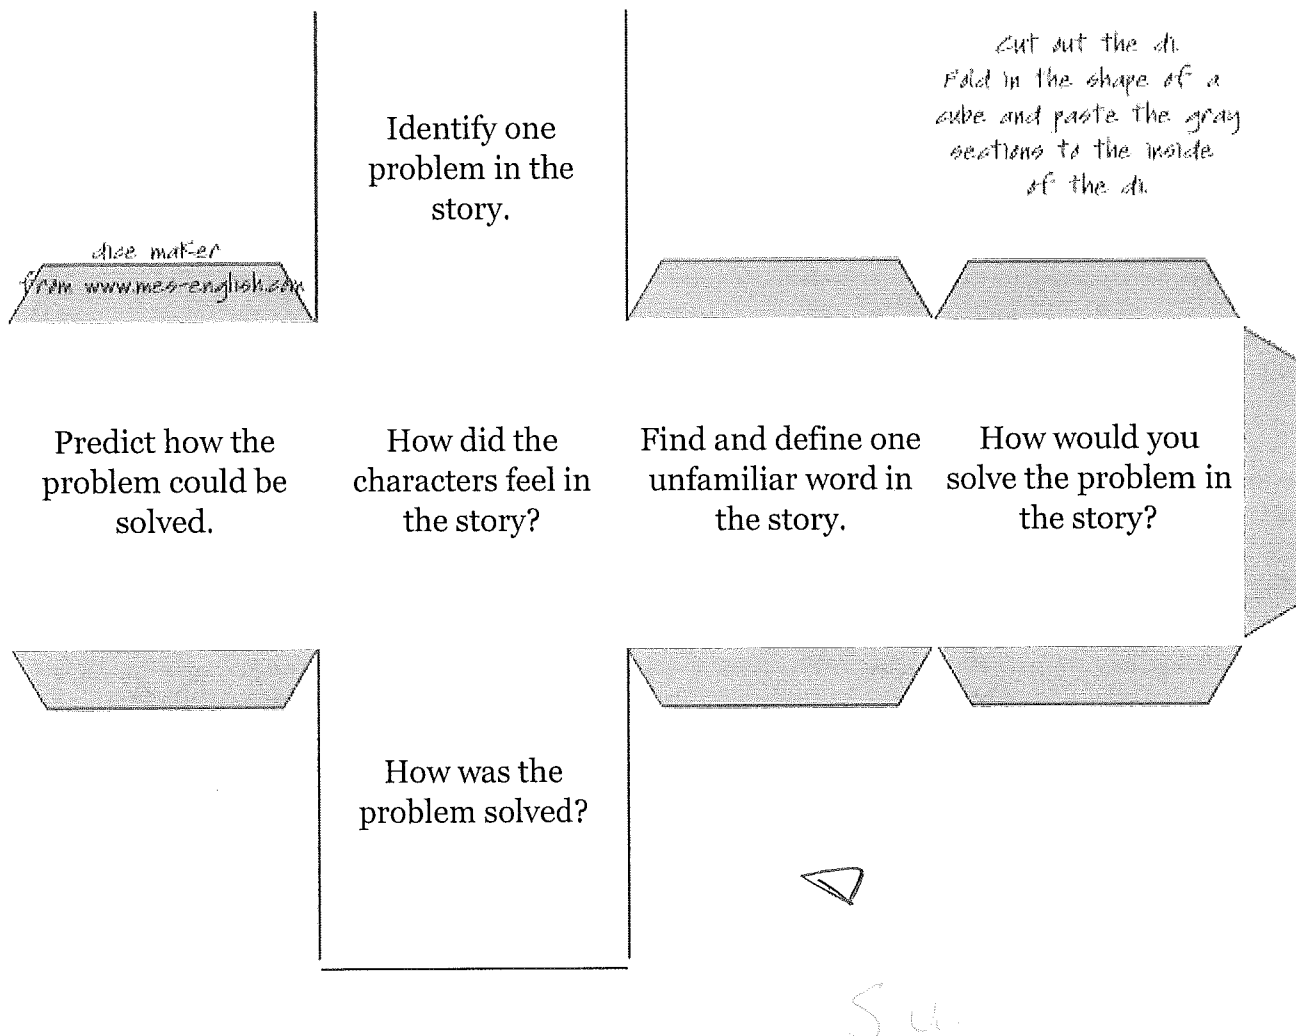 Cut out the di.
Fold in the shape of a
cube and paste the gray
sections to the inside
of the di.
Identify one
problem in the
story.
dice maker
from www.mes-english.com
Predict how the
problem could be
solved.
How did the
characters feel in
the story?
Find and define one
unfamiliar word in
the story.
How would you
solve the problem in
the story?
How was the
problem solved?